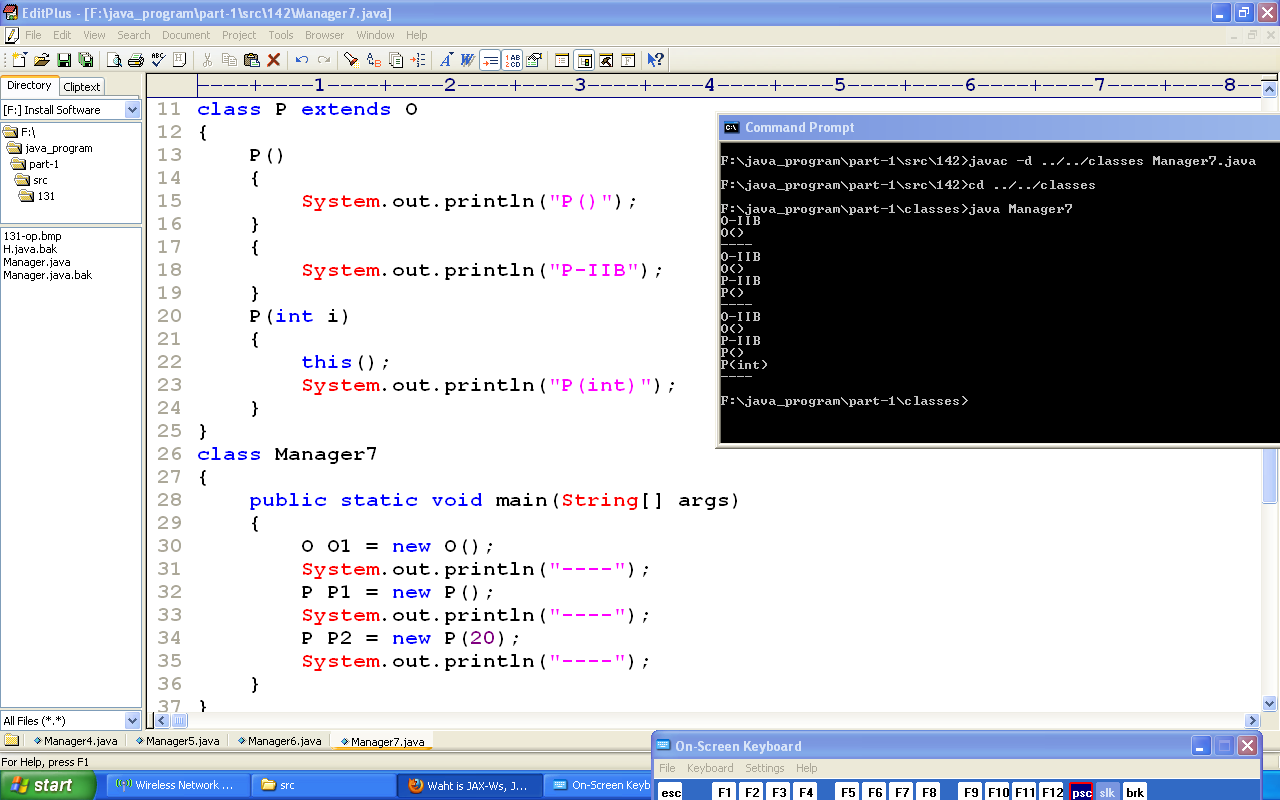 EditPlus - [F:\java_program\part-1\src\142\Manager7.java]
File Edit View Search Document Project Tools Browser Window Help
Directory Cliptext
[F:] Install Software
F:\
java_program
part-1
src
131
131-op.bmp
H.java.bak
Manager.java
Manager.java.bak
All Files (*.*)
----+----1----+----2----+----3----+----4----+----5----+----6----+----7----+----8--
11 class P extends O
12 {
13 P()
14 {
15 System.out.println("P()");
16 }
17 {
18 System.out.println("P-IIB");
19 }
20 P(int i)
21 {
22 this();
23 System.out.println("P(int)");
24 }
25 }
26 class Manager7
27 {
28 public static void main(String[] args)
29 {
30 O O1 = new O();
31 System.out.println("----");
32 P P1 = new P();
33 System.out.println("----");
34 P P2 = new P(20);
35 System.out.println("----");
36 }
37 }
Command Prompt
F:\java_program\part-1\src\142>javac -d ../../classes Manager7.java
F:\java_program\part-1\src\142>cd ../../classes
F:\java_program\part-1\classes>java Manager7
O-IIB
O()
----
O-IIB
O()
P-IIB
P()
----
O-IIB
O()
P-IIB
P()
P(int)
----
F:\java_program\part-1\classes>
Manager4.java Manager5.java Manager6.java Manager7.java
For Help, press F1
On-Screen Keyboard
File Keyboard Settings Help
esc F1 F2 F3 F4 F5 F6 F7 F8 F9 F10 F11 F12 psc slk brk
start Wireless Network ... src Waht is JAX-Ws, J... On-Screen Keyb